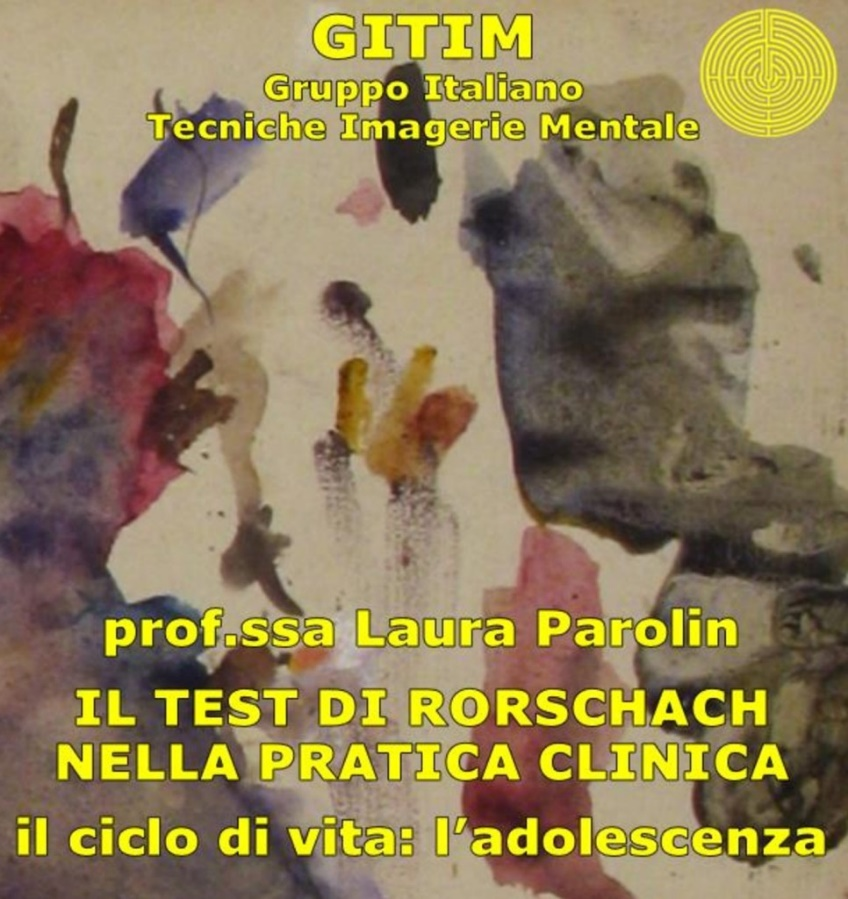 GITIM
Gruppo Italiano
Tecniche Imagerie Mentale
prof.ssa Laura Parolin
IL TEST DI RORSCHACH
NELLA PRATICA CLINICA
il ciclo di vita: l’adolescenza